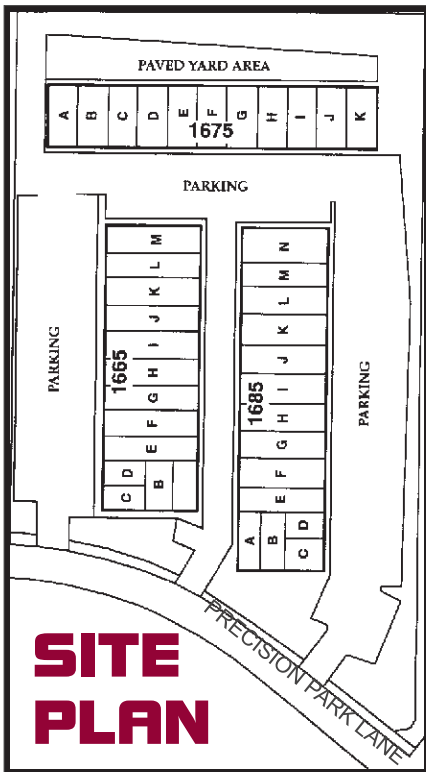 PAVED YARD AREA
A B C D E F G H I J K
1675
PARKING
PARKING
M
L
K
J
I
H
G
F
E
D
C
B
1665
N
M
L
K
J
I
H
G
F
E
A
B
D
C
1685
PARKING
PRECISION PARK LANE
SITE
PLAN